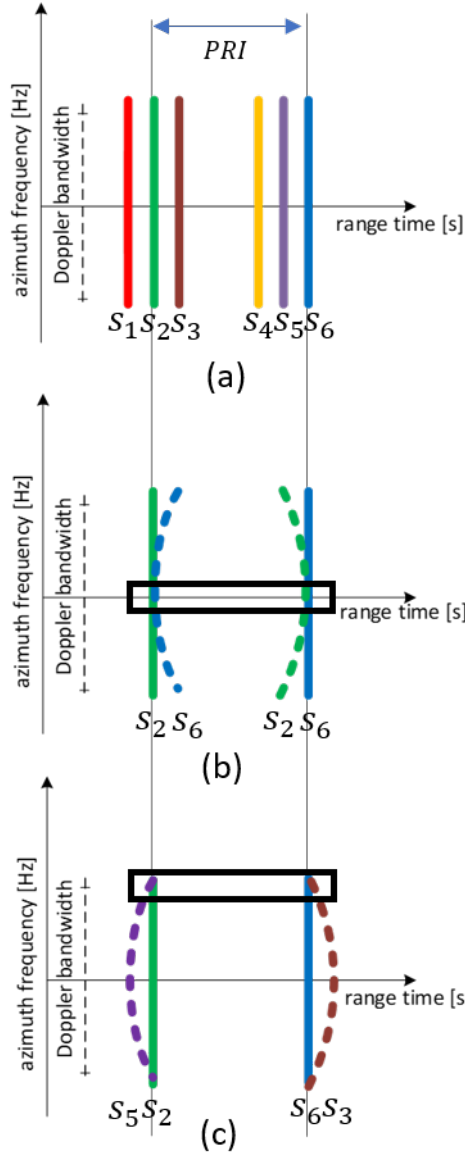 PRI
azimuth frequency [Hz]
Doppler bandwidth
range time [s]
S₁ S₂ S₃ S₄ S₅ S₆
(a)
azimuth frequency [Hz]
Doppler bandwidth
range time [s]
S₂ S₆ S₂ S₆
(b)
azimuth frequency [Hz]
Doppler bandwidth
range time [s
S₅ S₂ S₆ S₃
(c)